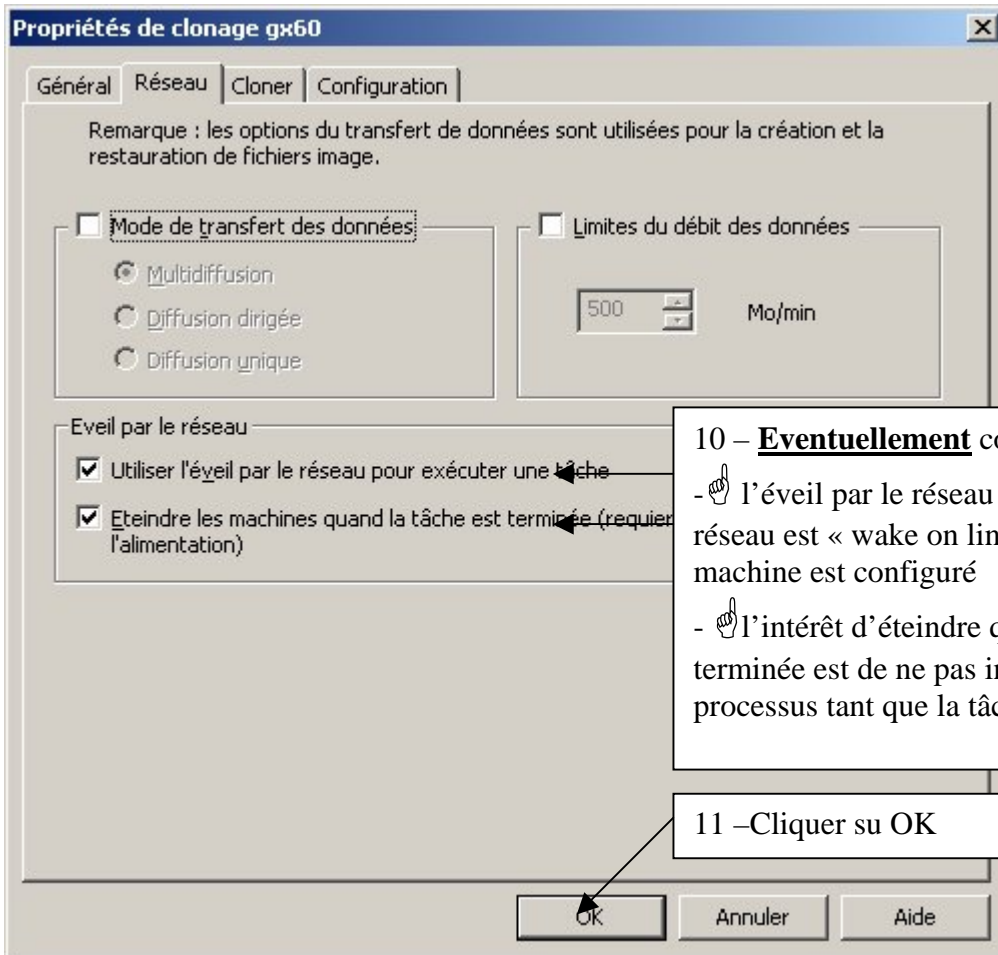 Propriétés de clonage gx60
Général Réseau Cloner Configuration
Remarque : les options du transfert de données sont utilisées pour la création et la
restauration de fichiers image.
Mode de transfert des données
Multidiffusion
Diffusion dirigée
Diffusion unique
Limites du débit des données
500 Mo/min
Eveil par le réseau
Utiliser l'éveil par le réseau pour exécuter une tâche
Eteindre les machines quand la tâche est terminée (requier
l'alimentation)
10 – Eventuellement co
- l’éveil par le réseau
réseau est « wake on lin
machine est configuré
- l’intérêt d’éteindre q
terminée est de ne pas in
processus tant que la tâc
11 –Cliquer su OK
OK Annuler Aide